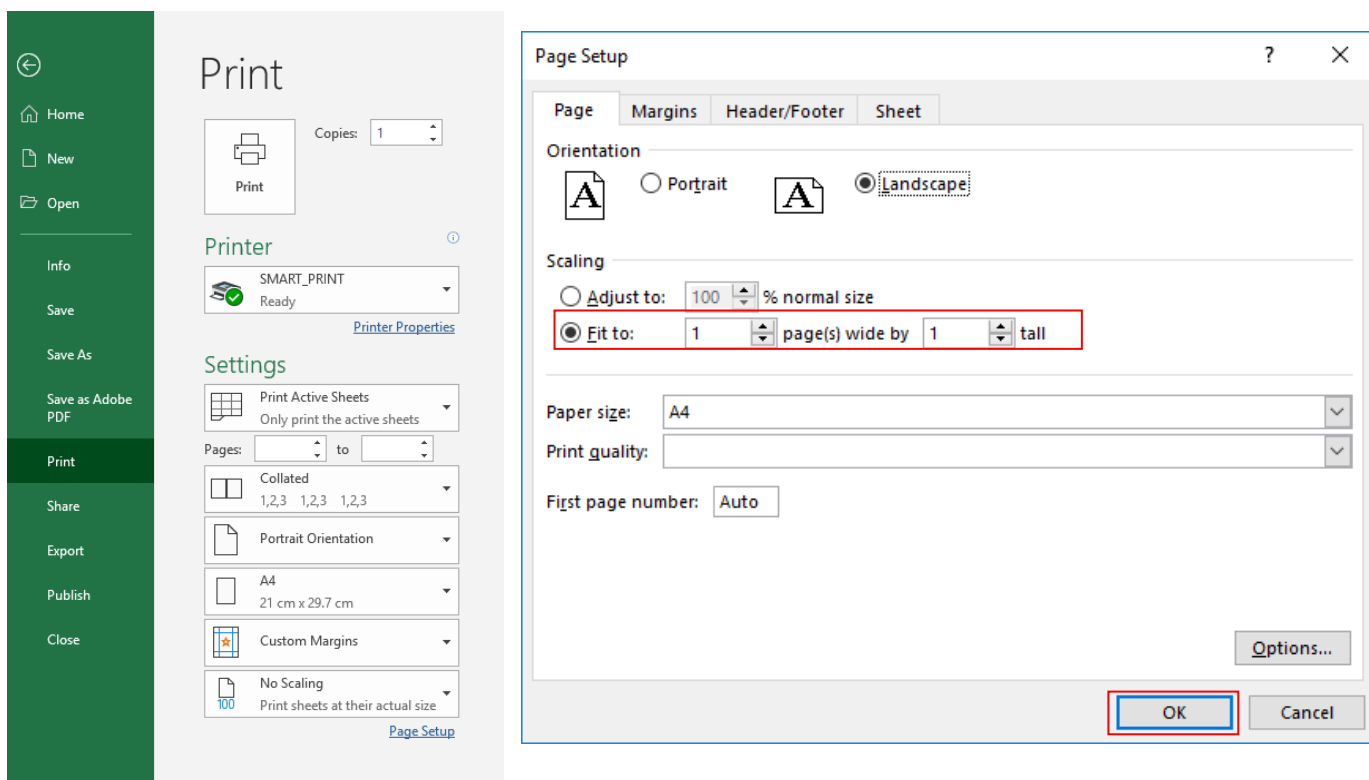 Home
New
Open
Info
Save
Save As
Save as Adobe
PDF
Print
Share
Export
Publish
Close
Print
Copies: 1
Print
Printer
SMART_PRINT
Ready
Printer Properties
Settings
Print Active Sheets
Only print the active sheets
Pages: to
Collated
1,2,3 1,2,3 1,2,3
Portrait Orientation
A4
21 cm x 29.7 cm
Custom Margins
No Scaling
100
Print sheets at their actual size
Page Setup
Page Setup ?
Page Margins Header/Footer Sheet
Orientation
A Portrait A Landscape
Scaling
Adjust to: 100 % normal size
Fit to: 1 page(s) wide by 1 tall
Paper size: A4
Print quality:
First page number: Auto
Options...
OK Cancel